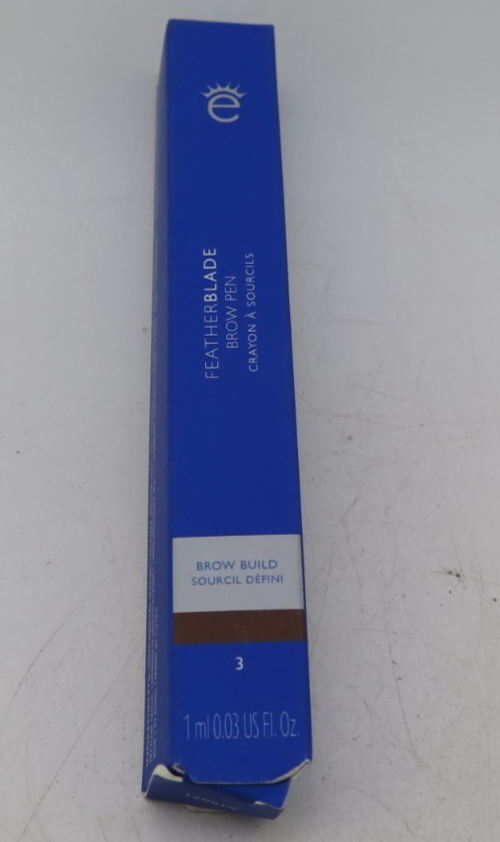 FEATHERBLADE
BROW PEN
CRAYON À SOURCILS
BROW BUILD
SOURCIL DÉFINI
3
1 ml 0.03 US Fl. Oz.